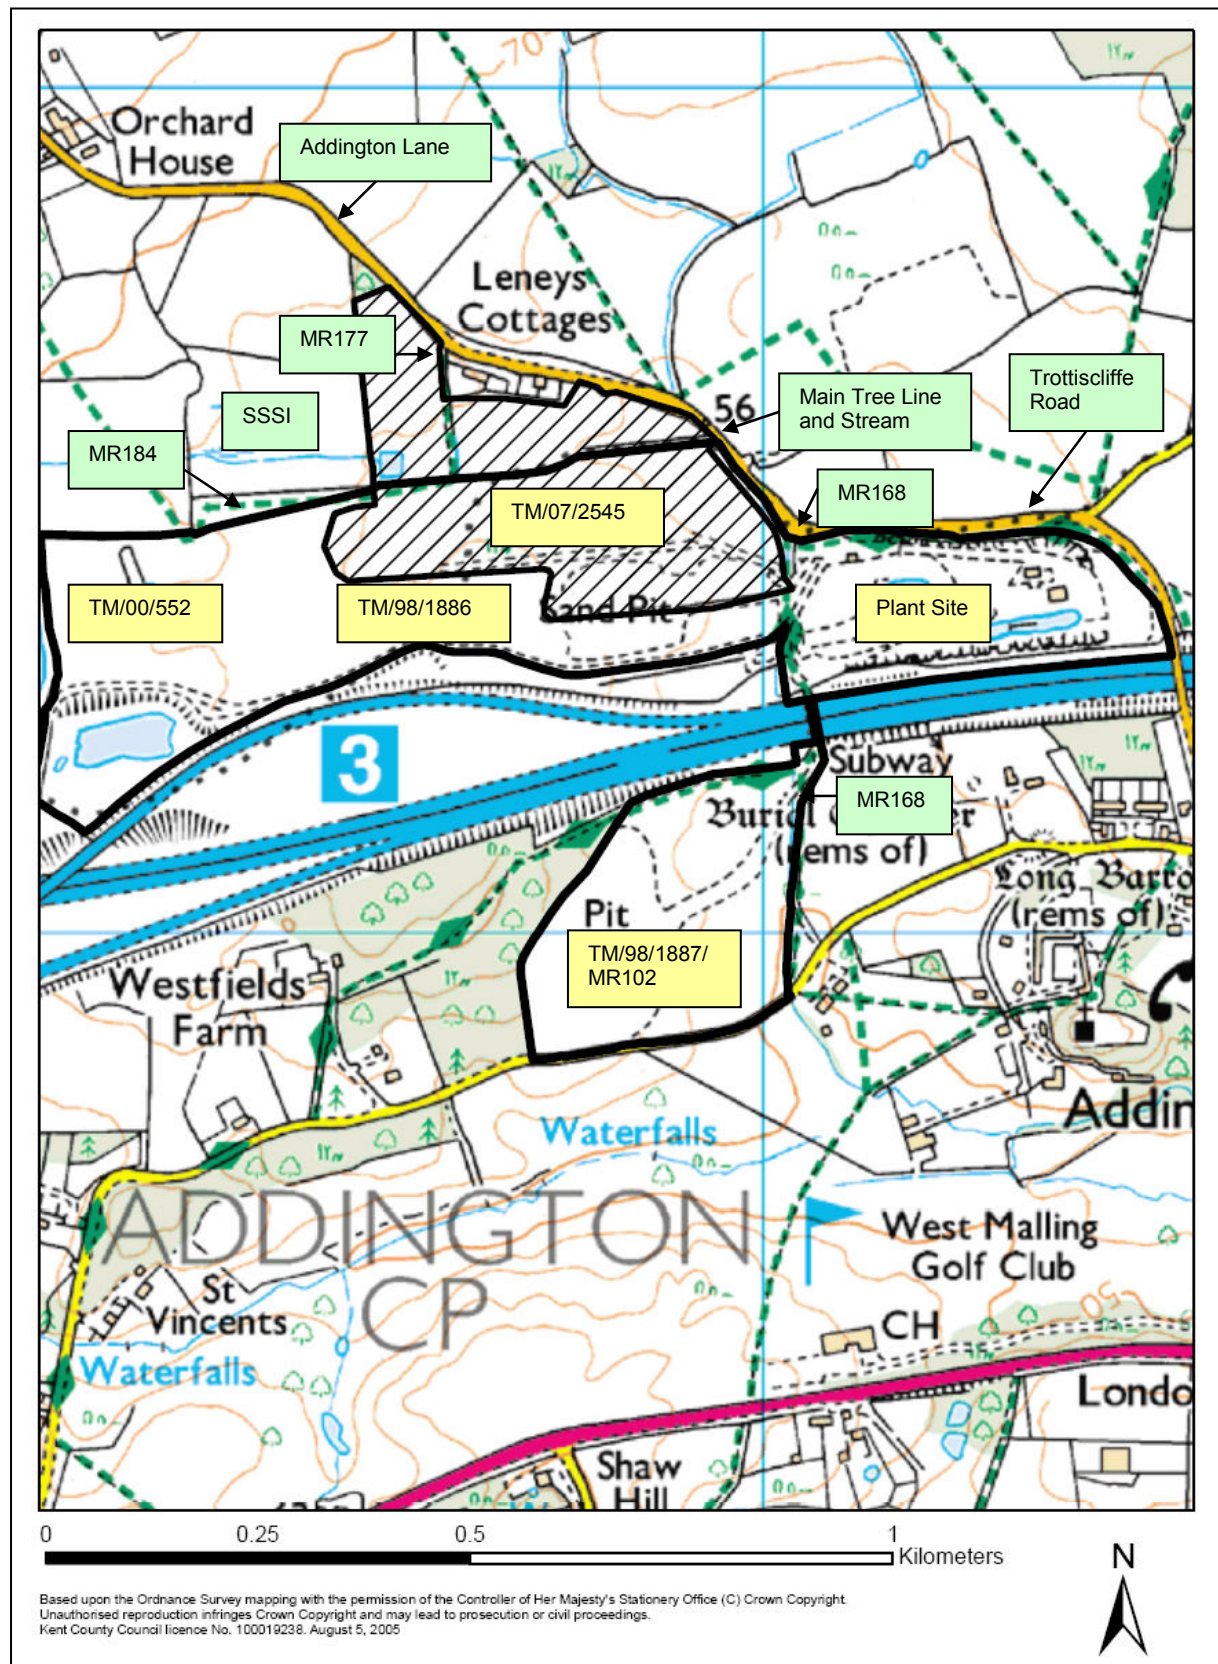 70
Orchard
House
Addington Lane
Leneys
Cottages
MR177
SSSI
MR184
56
Main Tree Line
and Stream
Trottiscliffe
Road
MR168
TM/07/2545
TM/00/552
TM/98/1886
Sand Pit
Plant Site
3
Subway
MR168
(rems of)
Long
(rems of)
Pit
TM/98/1887/
MR102
Westfields
Farm
Addin
Waterfalls
ADDINGTON
CP
West Malling
Golf Club
St
Vincents
CH
50
Waterfalls
Londo
Shaw
Hill
0
0.25
0.5
1
Kilometers
N
Based upon the Ordnance Survey mapping with the permission of the Controller of Her Majesty's Stationery Office (C) Crown Copyright.
Unauthorised reproduction infringes Crown Copyright and may lead to prosecution or civil proceedings.
Kent County Council licence No. 100019238. August 5, 2005